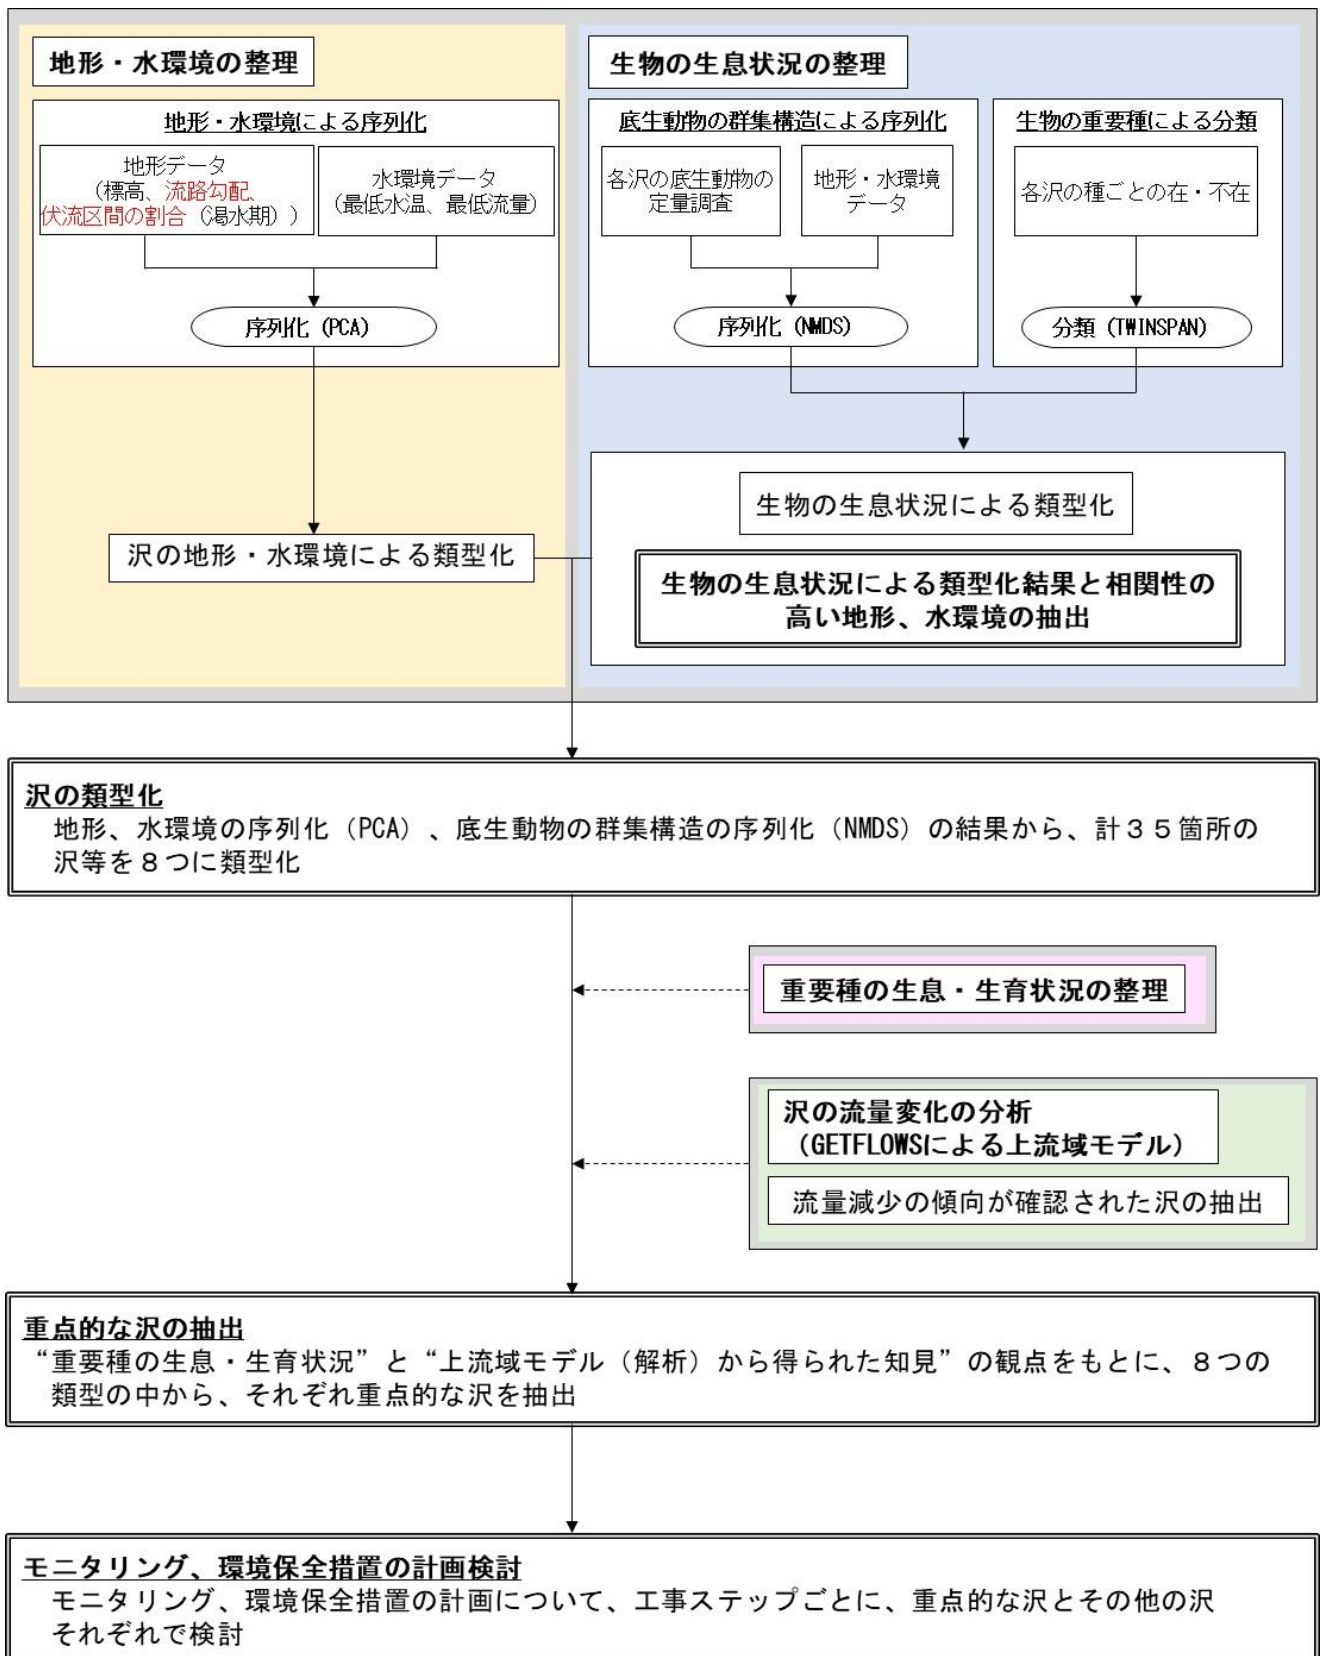 地形・水環境の整理
地形・水環境による序列化
地形データ
（標高、流路勾配、
伏流区間の割合（渇水期））
水環境データ
（最低水温、最低流量）
序列化（PCA）
沢の地形・水環境による類型化
生物の生息状況の整理
底生動物の群集構造による序列化
各沢の底生動物の
定量調査
地形・水環境
データ
序列化（NMDS）
生物の重要種による分類
各沢の種ごとの在・不在
分類（TWINSPAN）
生物の生息状況による類型化
生物の生息状況による類型化結果と相関性の
高い地形、水環境の抽出
沢の類型化
地形、水環境の序列化（PCA）、底生動物の群集構造の序列化（NMDS）の結果から、計３５箇所の
沢等を８つに類型化
重要種の生息・生育状況の整理
沢の流量変化の分析
（GETFLOWSによる上流域モデル）
流量減少の傾向が確認された沢の抽出
重点的な沢の抽出
“重要種の生息・生育状況”と“上流域モデル（解析）から得られた知見”の観点をもとに、８つの
類型の中から、それぞれ重点的な沢を抽出
モニタリング、環境保全措置の計画検討
モニタリング、環境保全措置の計画について、工事ステップごとに、重点的な沢とその他の沢
それぞれで検討